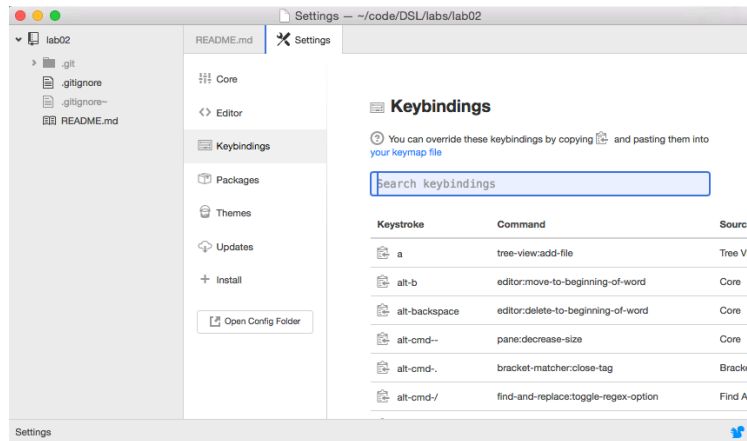 Settings — ~/code/DSL/labs/lab02
lab02
.git
.gitignore
.gitignore~
README.md
README.md
Settings
Core
Editor
Keybindings
Packages
Themes
Updates
Install
Open Config Folder
Keybindings
You can override these keybindings by copying and pasting them into
your keymap file
Search keybindings
Keystroke Command Sourc
a tree-view:add-file Tree V
alt-b editor:move-to-beginning-of-word Core
alt-backspace editor:delete-to-beginning-of-word Core
alt-cmd-- pane:decrease-size Core
alt-cmd-. bracket-matcher:close-tag Bracke
alt-cmd-/ find-and-replace:toggle-regex-option Find A
Settings